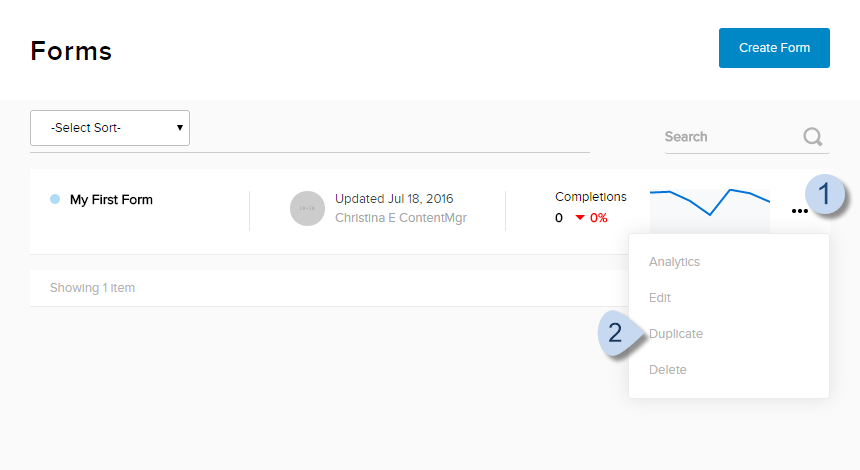 Forms
Create Form
-Select Sort-
Search
My First Form
Updated Jul 18, 2016
Christina E ContentMgr
Completions
0 0%
1
Showing 1 item
Analytics
Edit
2
Duplicate
Delete